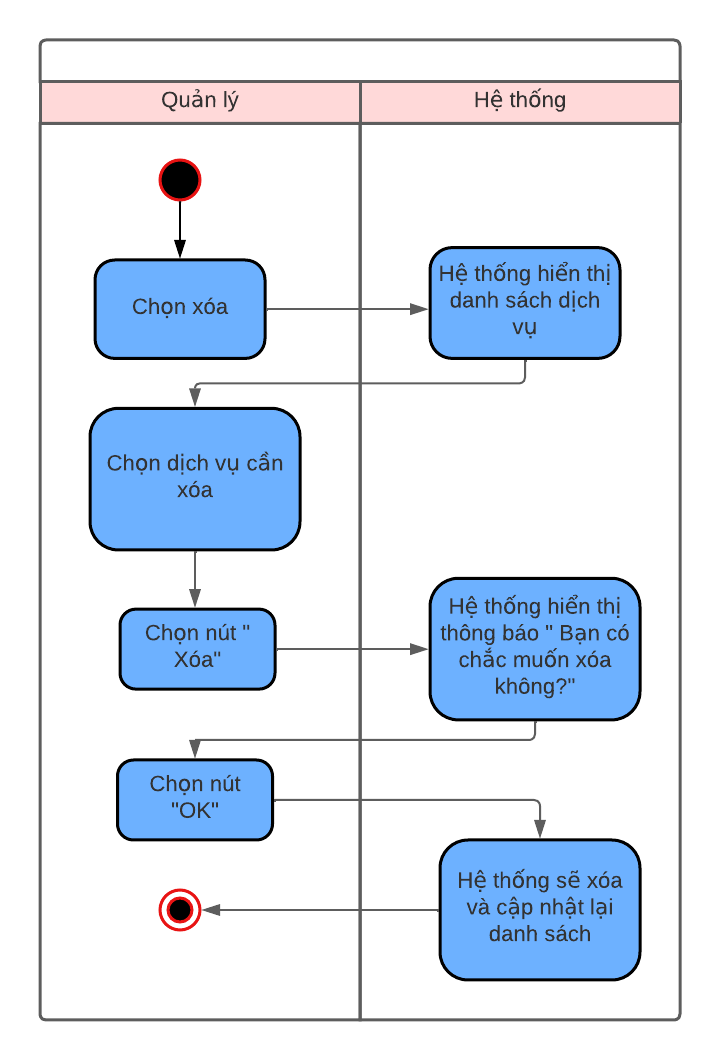 Quản lý
Hệ thống
Chọn xóa
Hệ thống hiển thị
danh sách dịch
vụ
Chọn dịch vụ cần
xóa
Chọn nút "
Xóa"
Hệ thống hiển thị
thông báo " Bạn có
chắc muốn xóa
không?"
Chọn nút
"OK"
Hệ thống sẽ xóa
và cập nhật lại
danh sách